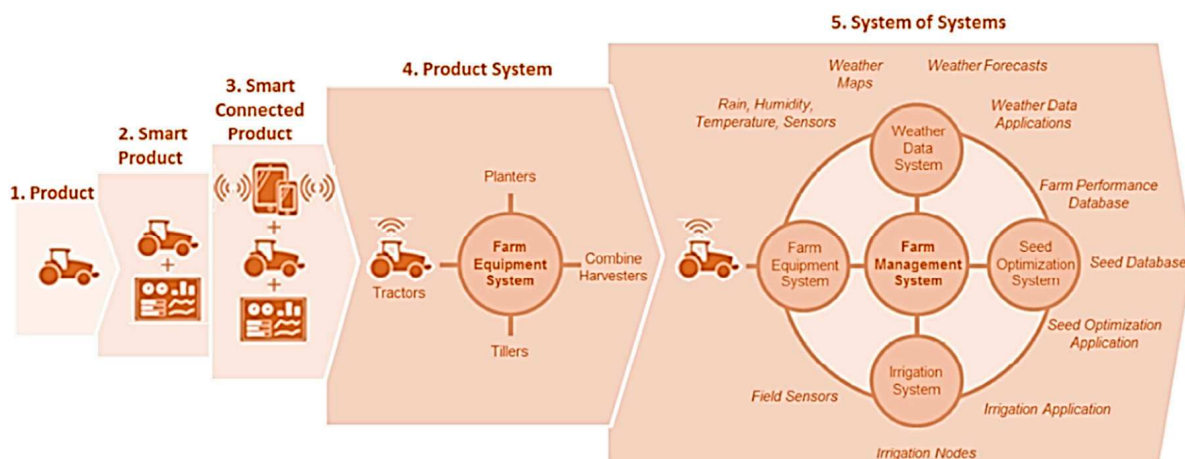 1. Product
2. Smart
Product
3. Smart
Connected
Product
4. Product System
Planters
Farm
Equipment
System
Tractors
Combine
Harvesters
Tillers
5. System of Systems
Weather
Maps
Weather Forecasts
Rain, Humidity,
Temperature, Sensors
Weather Data
Applications
Weather
Data
System
Farm Performance
Database
Farm
Equipment
System
Farm
Management
System
Seed
Optimization
System
Seed Database
Seed Optimization
Application
Irrigation
System
Field Sensors
Irrigation Application
Irrigation Nodes